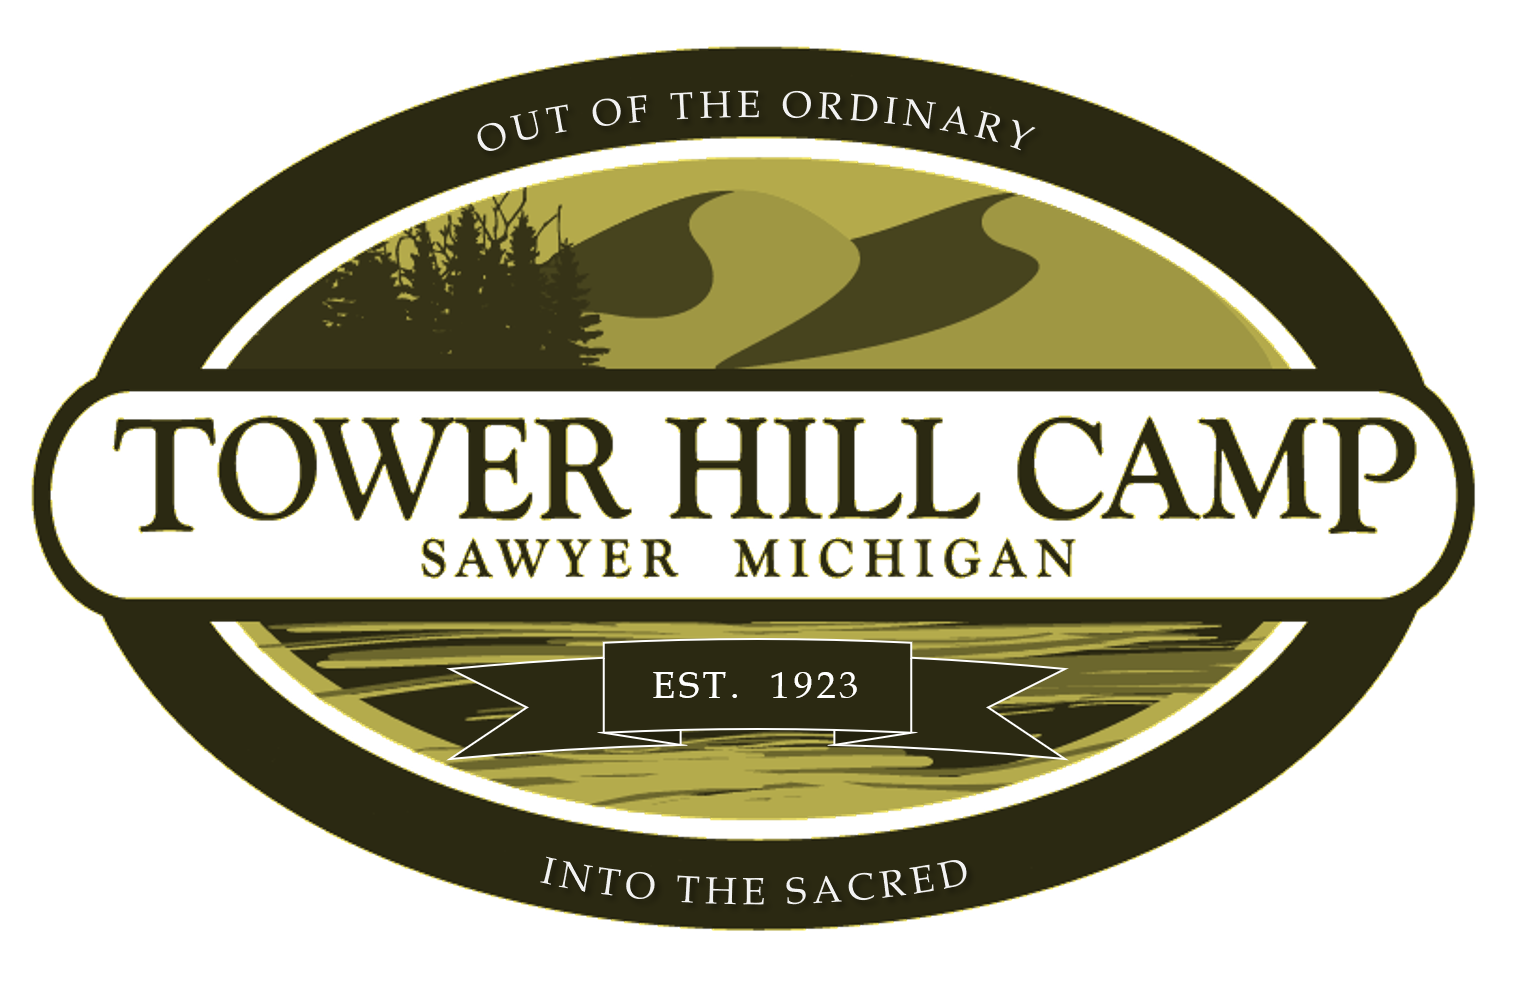 OUT OF THE ORDINARY
TOWER HILL CAMP
SAWYER MICHIGAN
EST. 1923
INTO THE SACRED